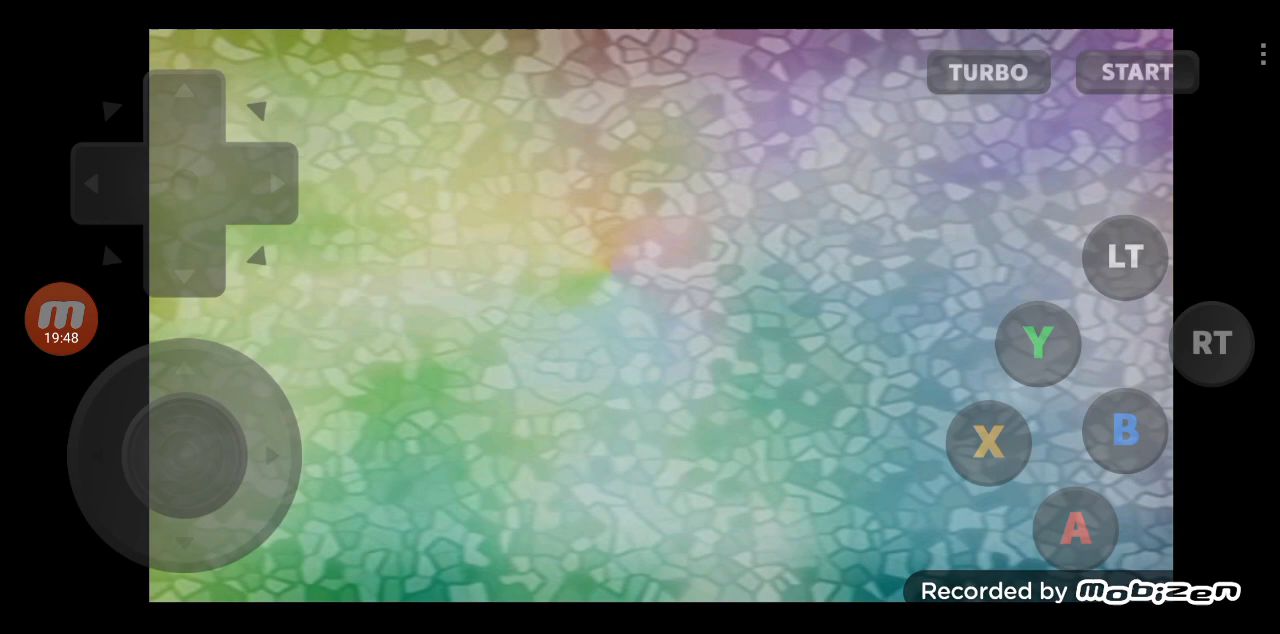 TURBO START
LT
m
19:48
Y RT
X B
A
Recorded by mobizen